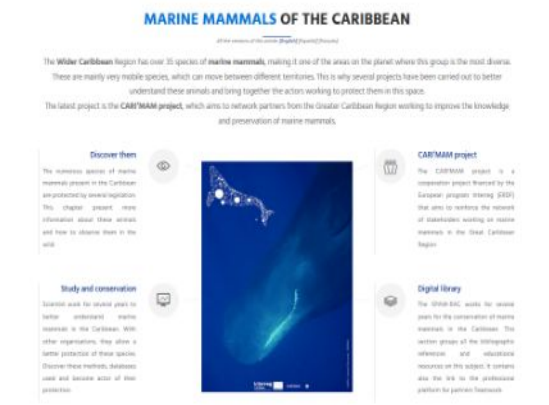 MARINE MAMMALS OF THE CARIBBEAN
all the versions of this article: [English] [Español] [français]
The Wider Caribbean Region has over 35 species of marine mammals, making it one of the areas on the planet where this group is the most diverse.
These are mainly very mobile species, which can move between different territories. This is why several projects have been carried out to better
understand these animals and bring together the actors working to protect them in this space.
The latest project is the CARI'MAM project, which aims to network partners from the Greater Caribbean Region working to improve the knowledge
and preservation of marine mammals.
Discover them
The numerous species of marine
mammals present in the Caribbean
are protected by several legislation.
This chapter present more
information about these animals
and how to observe them in the
wild
Study and conservation
Scientist work for several years to
better understand marine
mammals in the Caribbean. With
other organisations, they allow a
better protection of these species.
Discover these methods, databases
used and become actor of their
protection.
Interreg
CARI'MAM project
The CARI'MAM project is a
cooperation project financed by the
European program Interreg (ERDF)
that aims to reinforce the network
of stakeholders working on marine
mammals in the Great Caribbean
Region
Digital library
The SPAW-RAC works for several
years for the conservation of marine
mammals in the Caribbean. This
section groups all the bibliographic
references and educational
resources on this subject. It contains
also the link to the professional
platform for partners Teamwork